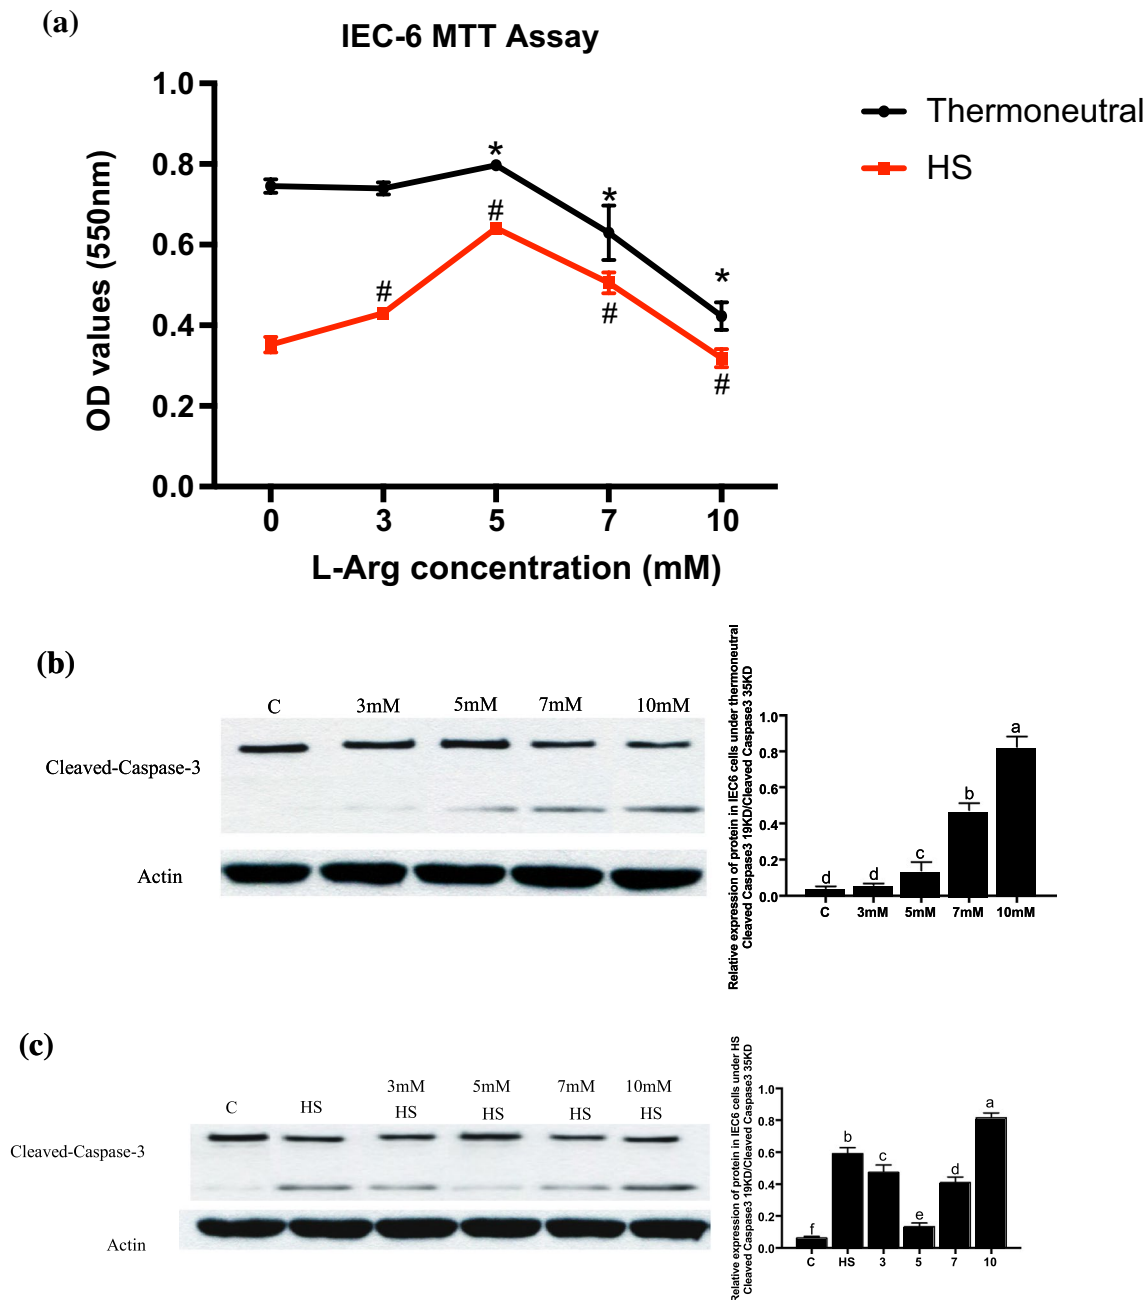 (a)
IEC-6 MTT Assay
Thermoneutral
HS
OD values (550nm)
1.0
0.8
0.6
0.4
0.2
0.0
*
*
*
#
#
#
#
0
3
5
7
10
L-Arg concentration (mM)
(b)
C
3mM
5mM
7mM
10mM
Cleaved-Caspase-3
Actin
Relative expression of protein in IEC6 cells under thermoneutral
Cleaved Caspase3 19KD/Cleaved Caspase3 35KD
1.0
0.8
0.6
0.4
0.2
0.0
d
d
c
b
a
C
3mM
5mM
7mM
10mM
(c)
3mM
5mM
7mM
10mM
C
HS
HS
HS
HS
HS
Cleaved-Caspase-3
Actin
Relative expression of protein in IEC6 cells under HS
Cleaved Caspase3 19KD/Cleaved Caspase3 35KD
1.0
0.8
0.6
0.4
0.2
0.0
f
b
c
e
d
a
C
HS
3
5
7
10